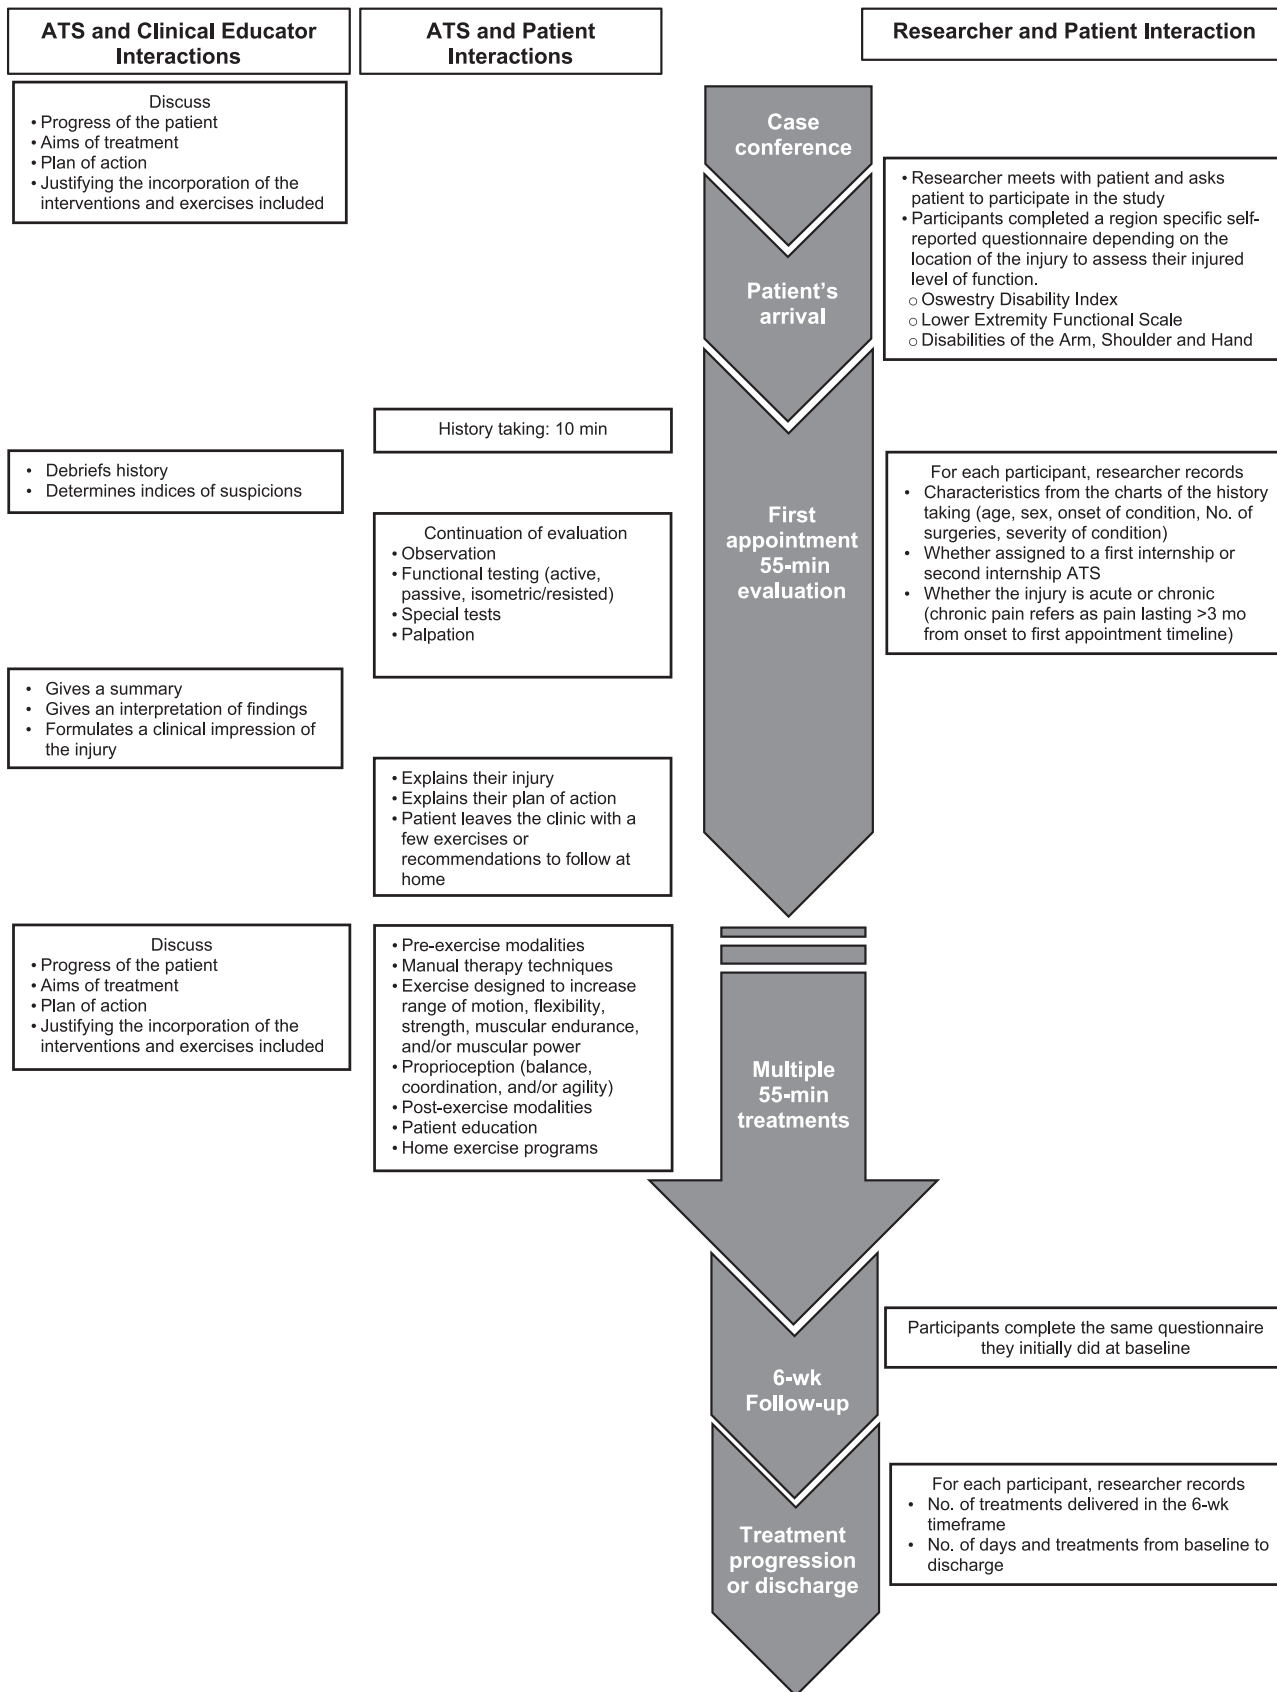 ATS and Clinical Educator
Interactions
ATS and Patient
Interactions
Researcher and Patient Interaction
Discuss
• Progress of the patient
• Aims of treatment
• Plan of action
• Justifying the incorporation of the
interventions and exercises included
Case
conference
• Researcher meets with patient and asks
patient to participate in the study
• Participants completed a region specific self-
reported questionnaire depending on the
location of the injury to assess their injured
level of function.
○ Oswestry Disability Index
○ Lower Extremity Functional Scale
○ Disabilities of the Arm, Shoulder and Hand
Patient’s
arrival
History taking: 10 min
• Debriefs history
• Determines indices of suspicions
Continuation of evaluation
• Observation
• Functional testing (active,
passive, isometric/resisted)
• Special tests
• Palpation
First
appointment
55-min
evaluation
For each participant, researcher records
• Characteristics from the charts of the history
taking (age, sex, onset of condition, No. of
surgeries, severity of condition)
• Whether assigned to a first internship or
second internship ATS
• Whether the injury is acute or chronic
(chronic pain refers as pain lasting >3 mo
from onset to first appointment timeline)
• Gives a summary
• Gives an interpretation of findings
• Formulates a clinical impression of
the injury
• Explains their injury
• Explains their plan of action
• Patient leaves the clinic with a
few exercises or
recommendations to follow at
home
Discuss
• Progress of the patient
• Aims of treatment
• Plan of action
• Justifying the incorporation of the
interventions and exercises included
• Pre-exercise modalities
• Manual therapy techniques
• Exercise designed to increase
range of motion, flexibility,
strength, muscular endurance,
and/or muscular power
• Proprioception (balance,
coordination, and/or agility)
• Post-exercise modalities
• Patient education
• Home exercise programs
Multiple
55-min
treatments
Participants complete the same questionnaire
they initially did at baseline
6-wk
Follow-up
For each participant, researcher records
• No. of treatments delivered in the 6-wk
timeframe
• No. of days and treatments from baseline to
discharge
Treatment
progression
or discharge